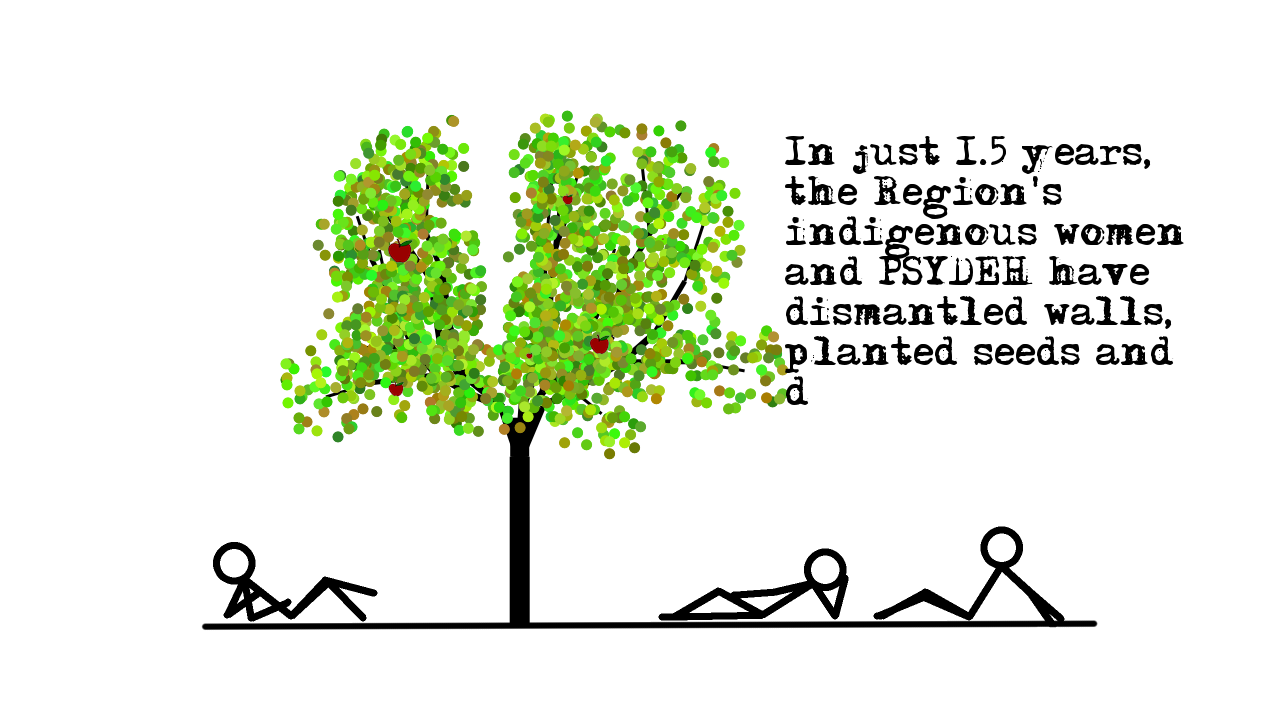 In just 1.5 years,
the Region's
indigenous women
and PSYDEH have
dismantled walls,
planted seeds and
d